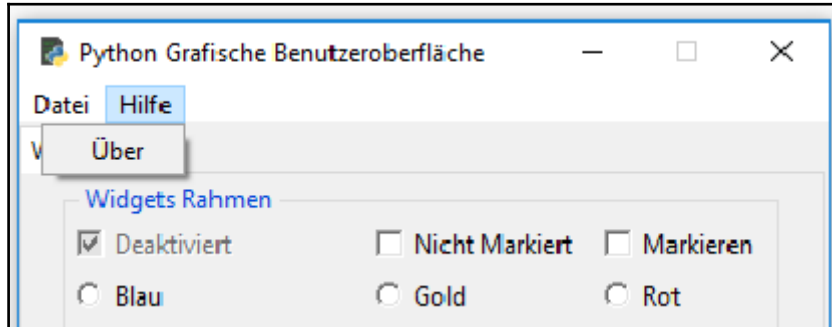 Python Grafische Benutzeroberfläche
Datei Hilfe
Über
Widgets Rahmen
Deaktiviert Nicht Markiert Markieren
Blau Gold Rot